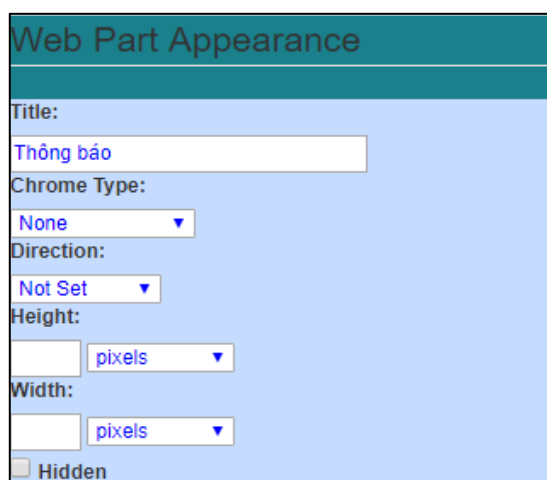 Web Part Appearance
Title:
Thông báo
Chrome Type:
None
Direction:
Not Set
Height:
pixels
Width:
pixels
Hidden